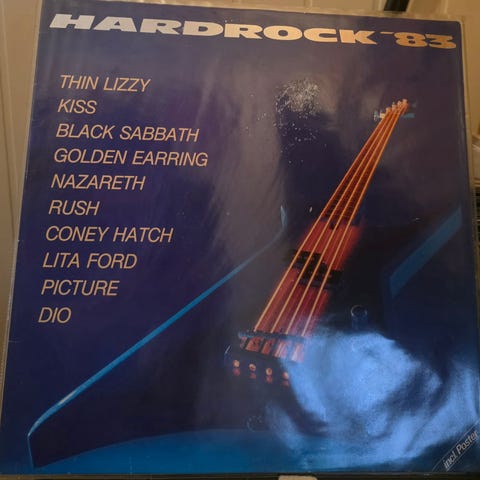 HARDROCK '83
THIN LIZZY
KISS
BLACK SABBATH
GOLDEN EARRING
NAZARETH
RUSH
CONEY HATCH
LITA FORD
PICTURE
DIO
incl Poster